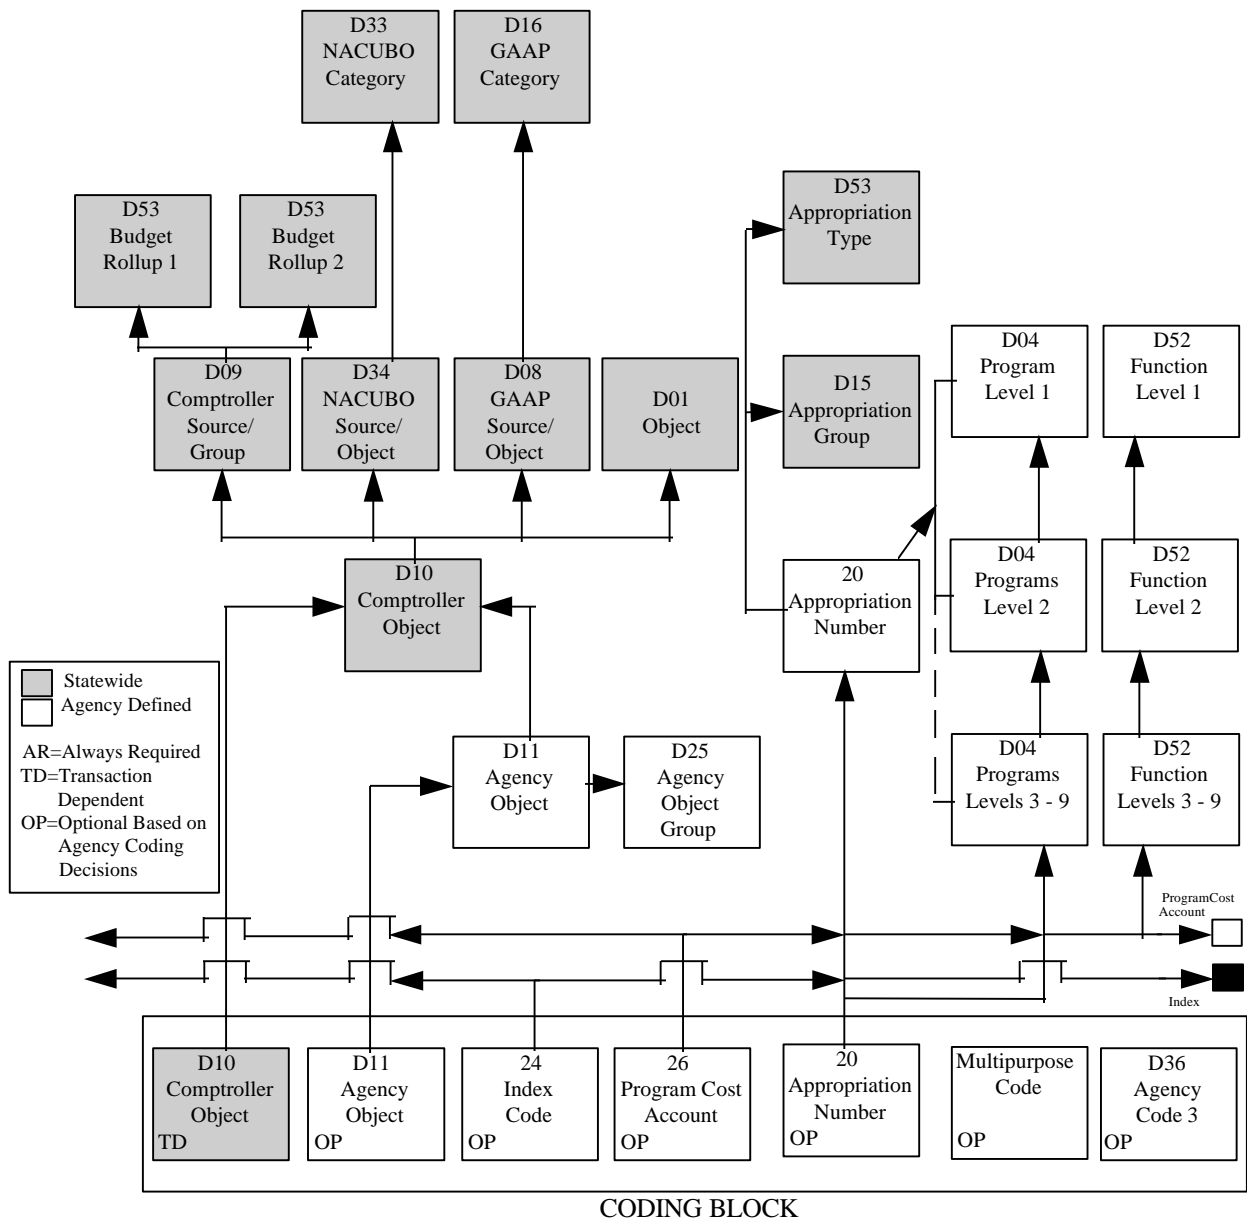 D33
NACUBO
Category
D16
GAAP
Category
D53
Budget
Rollup 1
D53
Budget
Rollup 2
D53
Appropriation
Type
D09
Comptroller
Source/
Group
D34
NACUBO
Source/
Object
D08
GAAP
Source/
Object
D01
Object
D15
Appropriation
Group
D04
Program
Level 1
D52
Function
Level 1
D10
Comptroller
Object
20
Appropriation
Number
D04
Programs
Level 2
D52
Function
Level 2
Statewide
Agency Defined
AR=Always Required
TD=Transaction
Dependent
OP=Optional Based on
Agency Coding
Decisions
D11
Agency
Object
D25
Agency
Object
Group
D04
Programs
Levels 3 - 9
D52
Function
Levels 3 - 9
ProgramCost
Account
Index
D10
Comptroller
Object
TD
D11
Agency
Object
OP
24
Index
Code
OP
26
Program Cost
Account
OP
20
Appropriation
Number
OP
Multipurpose
Code
OP
D36
Agency
Code 3
OP
CODING BLOCK